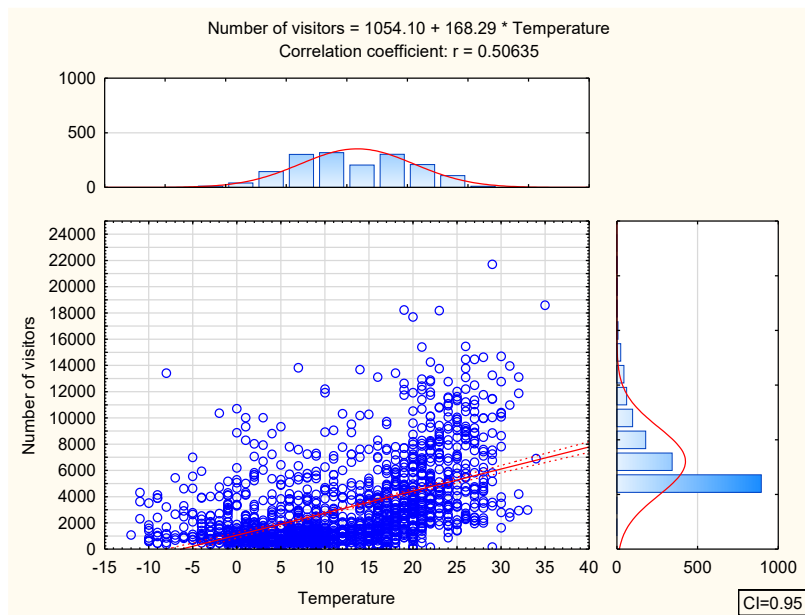 Number of visitors = 1054.10 + 168.29 * Temperature
Correlation coefficient: r = 0.50635
1000
500
0
24000
22000
20000
18000
16000
14000
12000
10000
8000
6000
4000
2000
0
Number of visitors
-15 -10 -5 0 5 10 15 20 25 30 35 40
0 500 1000
Temperature
CI=0.95